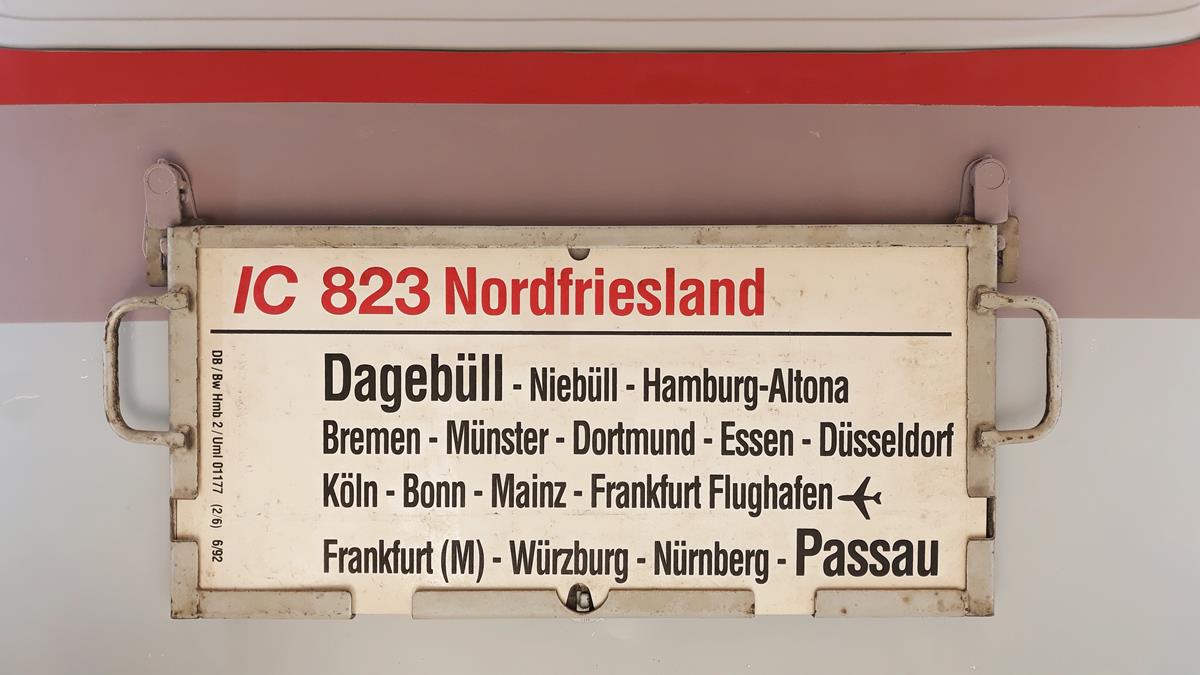 IC 823 Nordfriesland
Dagebüll - Niebüll - Hamburg-Altona
Bremen - Münster - Dortmund - Essen - Düsseldorf
Köln - Bonn - Mainz - Frankfurt Flughafen
Frankfurt (M) - Würzburg - Nürnberg - Passau
DB / Bw Hmb 2 / Uml 01177 (2/6) 6/92